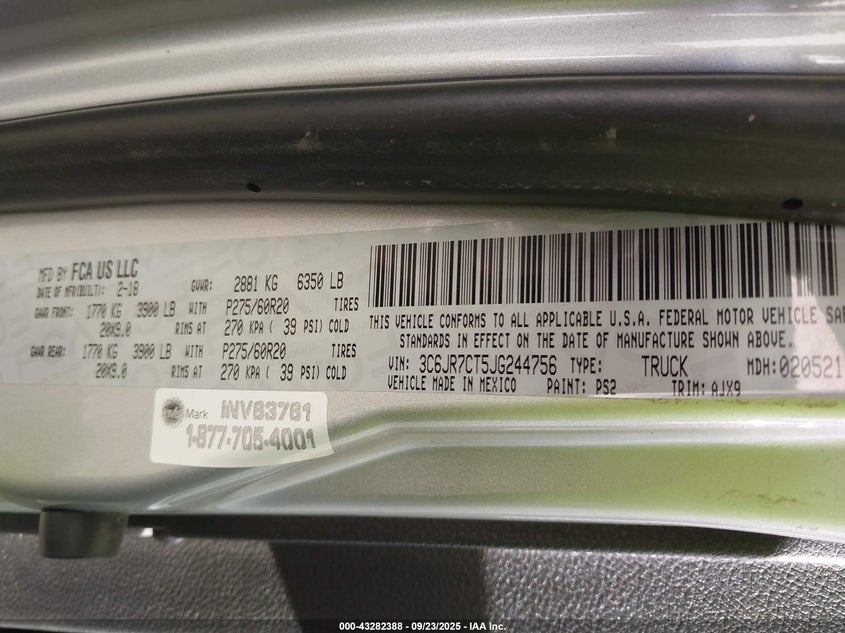 MFD BY FCA US LLC
DATE OF MFR(BUILT): 2-18 GVWR: 2881 KG 6350 LB
GAWR FRONT: 1770 KG 3900 LB WITH P275/60R20 TIRES
20X9.0 RIMS AT 270 KPA ( 39 PSI) COLD
GAWR REAR: 1770 KG 3900 LB WITH P275/60R20 TIRES
20X9.0 RIMS AT 270 KPA ( 39 PSI) COLD
THIS VEHICLE CONFORMS TO ALL APPLICABLE U.S.A. FEDERAL MOTOR VEHICLE SAF
STANDARDS IN EFFECT ON THE DATE OF MANUFACTURE SHOWN ABOVE.
VIN: 3C6JR7CT5JG244756 TYPE: TRUCK MDH: 020521
VEHICLE MADE IN MEXICO PAINT: PS2 TRIM: AJX9
Mark INV63761
1-877-705-4001
000-43282388 - 09/23/2025 - IAA Inc.